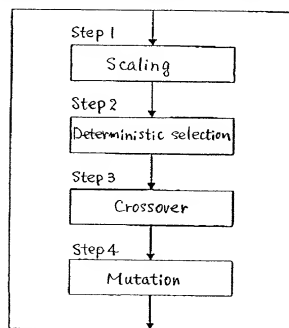 Step 1
Scaling
Step 2
Deterministic selection
Step 3
Crossover
Step 4
Mutation